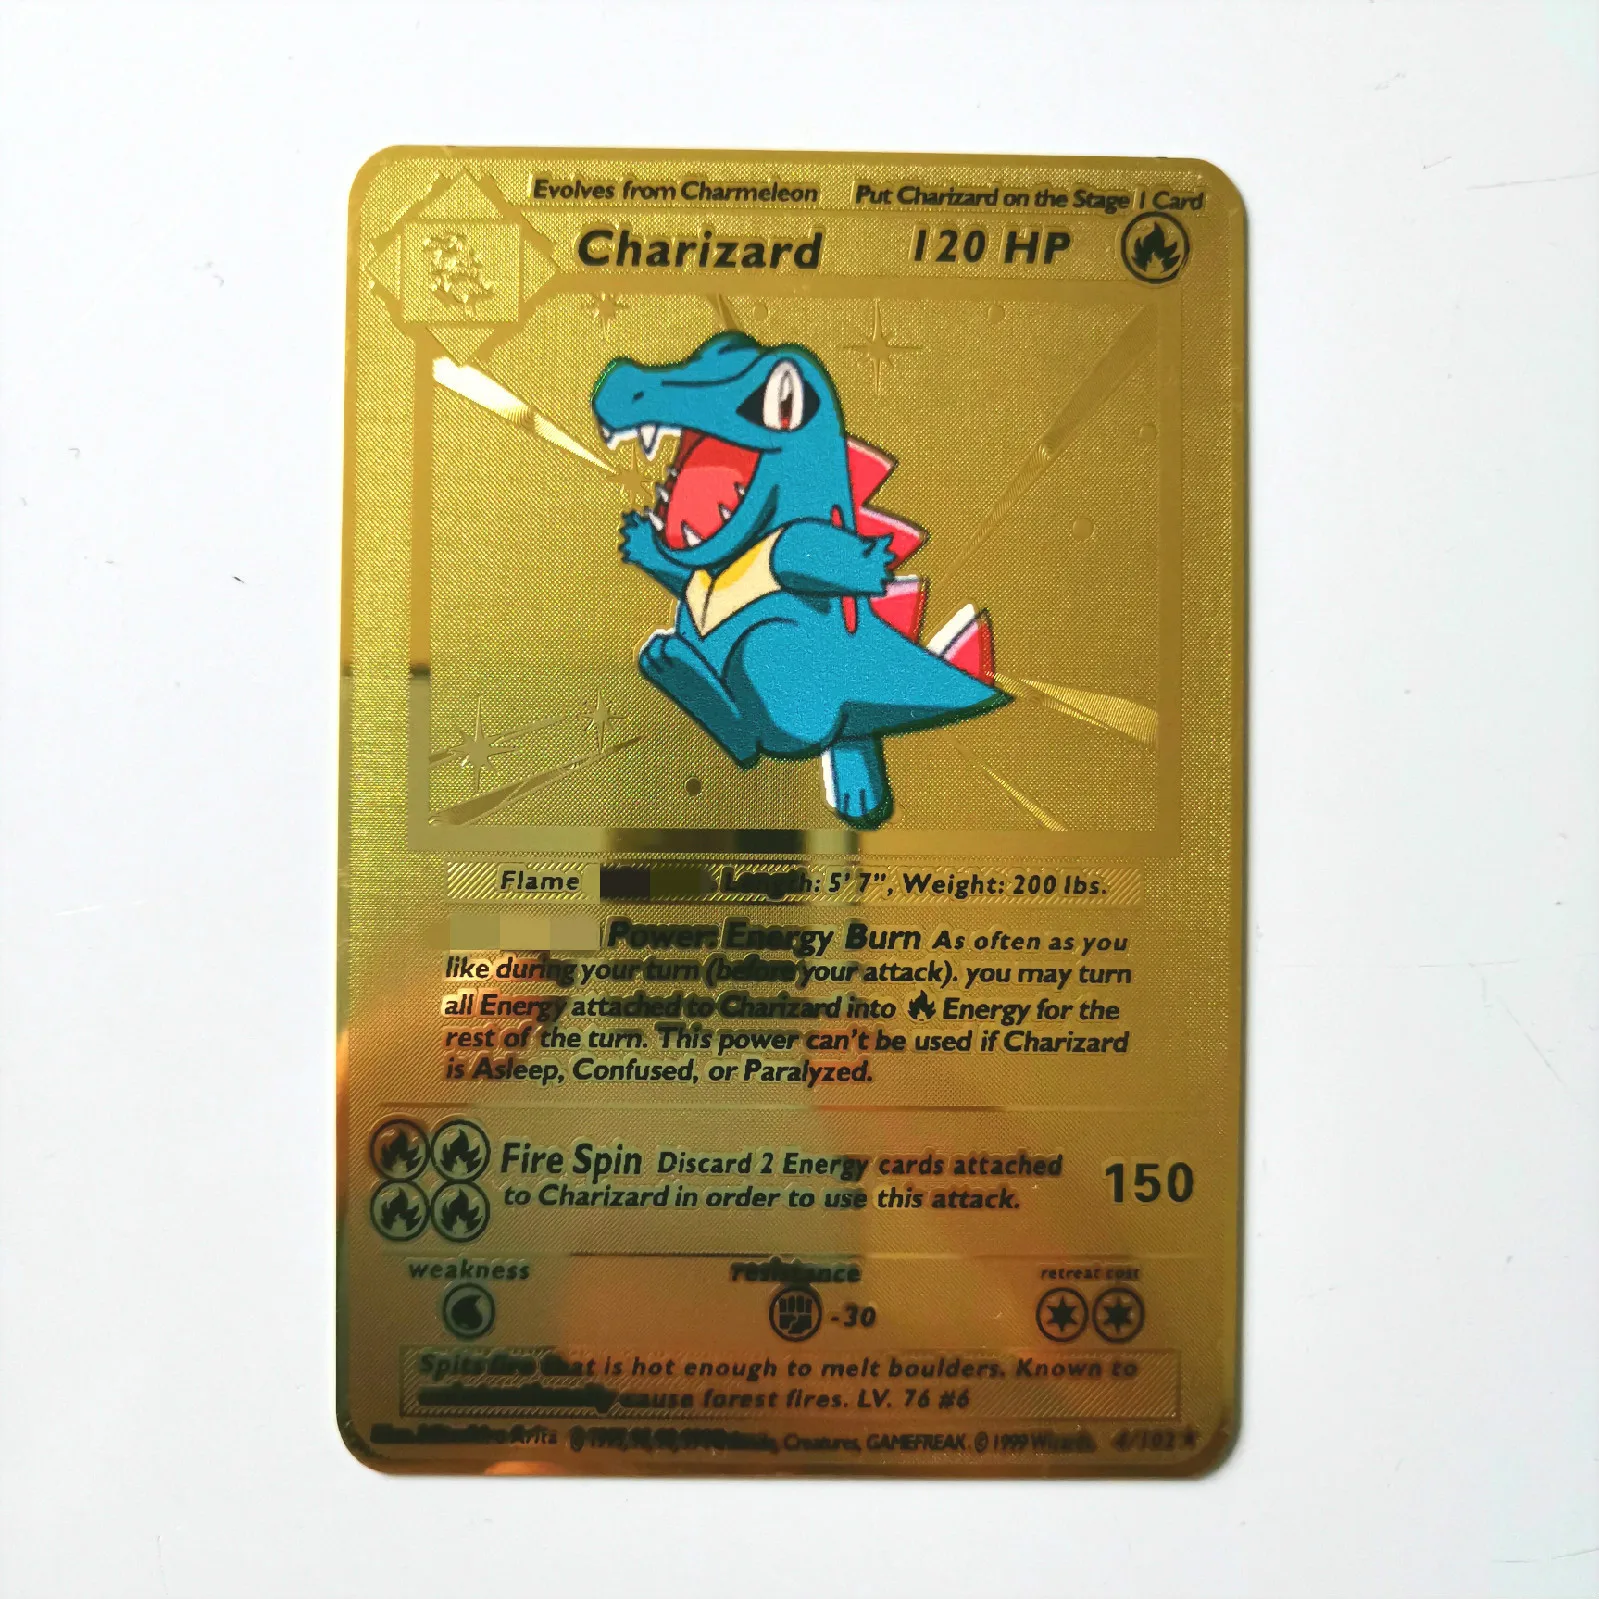 Evolves from Charmeleon Put Charizard on the Stage 1 Card
Charizard 120 HP
Flame Length: 5' 7", Weight: 200 lbs.
Power: Energy Burn As often as you
like during your turn (before your attack). you may turn
all Energy attached to Charizard into Energy for the
rest of the turn. This power can't be used if Charizard
is Asleep, Confused, or Paralyzed.
Fire Spin Discard 2 Energy cards attached 150
to Charizard in order to use this attack.
weakness resistance retreat cost
-30
Spits fire that is hot enough to melt boulders. Known to
cause forest fires. LV. 76 #6
Arita Creatures, GAMEFREAK. © 1999 Wizards. 4/102 ★